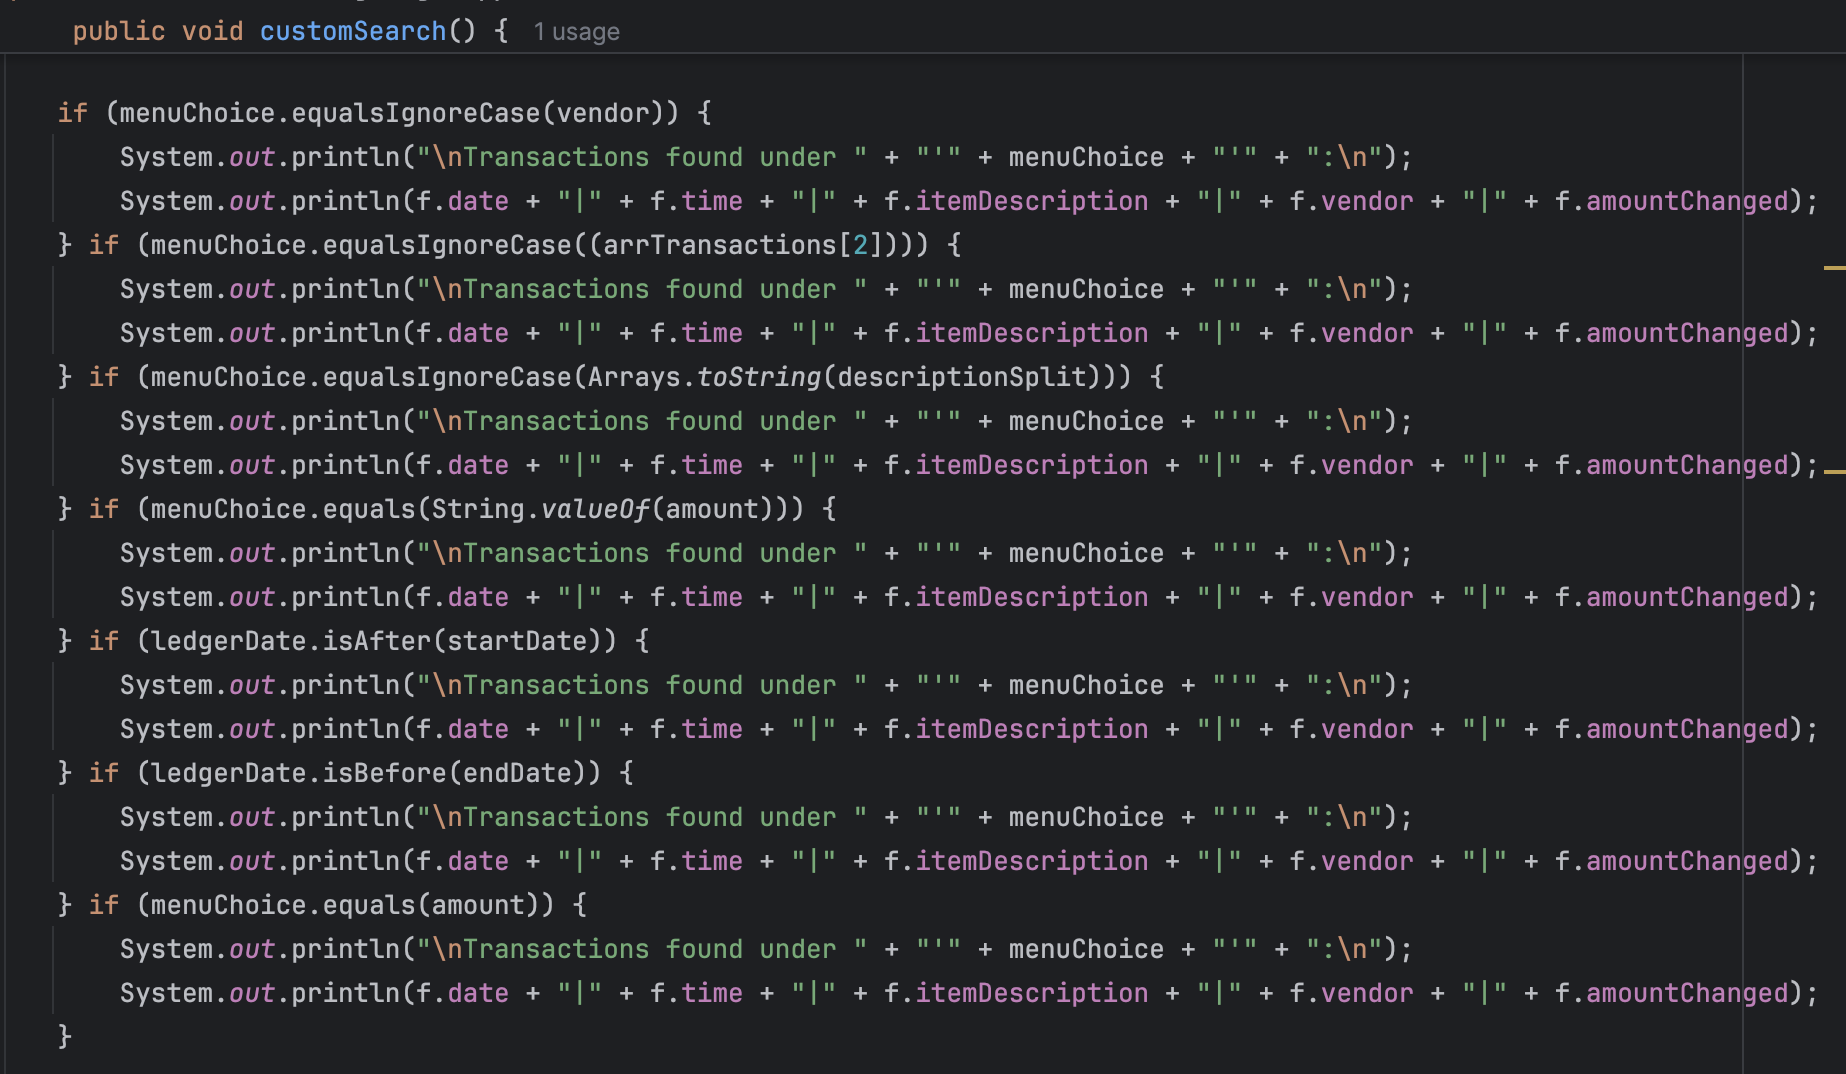 public void customSearch() { 1 usage
if (menuChoice.equalsIgnoreCase(vendor)) {
System.out.println("\nTransactions found under " + "'" + menuChoice + "'" + ":\n");
System.out.println(f.date + "|" + f.time + "|" + f.itemDescription + "|" + f.vendor + "|" + f.amountChanged);
} if (menuChoice.equalsIgnoreCase((arrTransactions[2]))) {
System.out.println("\nTransactions found under " + "'" + menuChoice + "'" + ":\n");
System.out.println(f.date + "|" + f.time + "|" + f.itemDescription + "|" + f.vendor + "|" + f.amountChanged);
} if (menuChoice.equalsIgnoreCase(Arrays.toString(descriptionSplit))) {
System.out.println("\nTransactions found under " + "'" + menuChoice + "'" + ":\n");
System.out.println(f.date + "|" + f.time + "|" + f.itemDescription + "|" + f.vendor + "|" + f.amountChanged);
} if (menuChoice.equals(String.valueOf(amount))) {
System.out.println("\nTransactions found under " + "'" + menuChoice + "'" + ":\n");
System.out.println(f.date + "|" + f.time + "|" + f.itemDescription + "|" + f.vendor + "|" + f.amountChanged);
} if (ledgerDate.isAfter(startDate)) {
System.out.println("\nTransactions found under " + "'" + menuChoice + "'" + ":\n");
System.out.println(f.date + "|" + f.time + "|" + f.itemDescription + "|" + f.vendor + "|" + f.amountChanged);
} if (ledgerDate.isBefore(endDate)) {
System.out.println("\nTransactions found under " + "'" + menuChoice + "'" + ":\n");
System.out.println(f.date + "|" + f.time + "|" + f.itemDescription + "|" + f.vendor + "|" + f.amountChanged);
} if (menuChoice.equals(amount)) {
System.out.println("\nTransactions found under " + "'" + menuChoice + "'" + ":\n");
System.out.println(f.date + "|" + f.time + "|" + f.itemDescription + "|" + f.vendor + "|" + f.amountChanged);
}